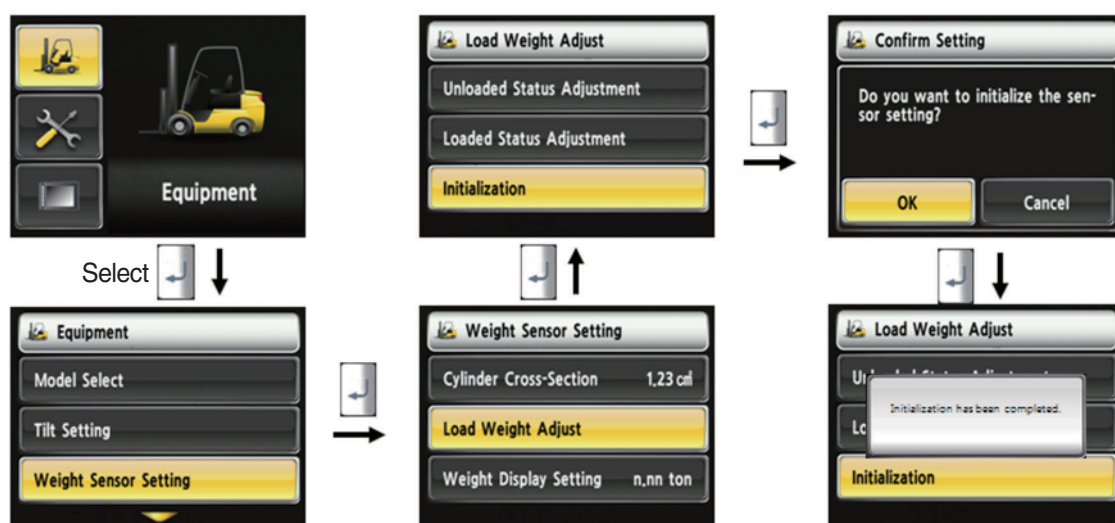 Equipment
Select
Equipment
Model Select
Tilt Setting
Weight Sensor Setting
Weight Sensor Setting
Cylinder Cross-Section 1,23 ㎠
Load Weight Adjust
Weight Display Setting n,nn ton
Load Weight Adjust
Unloaded Status Adjustment
Loaded Status Adjustment
Initialization
Confirm Setting
Do you want to initialize the sen-
sor setting?
OK Cancel
Load Weight Adjust
Initialization has been completed.
Initialization